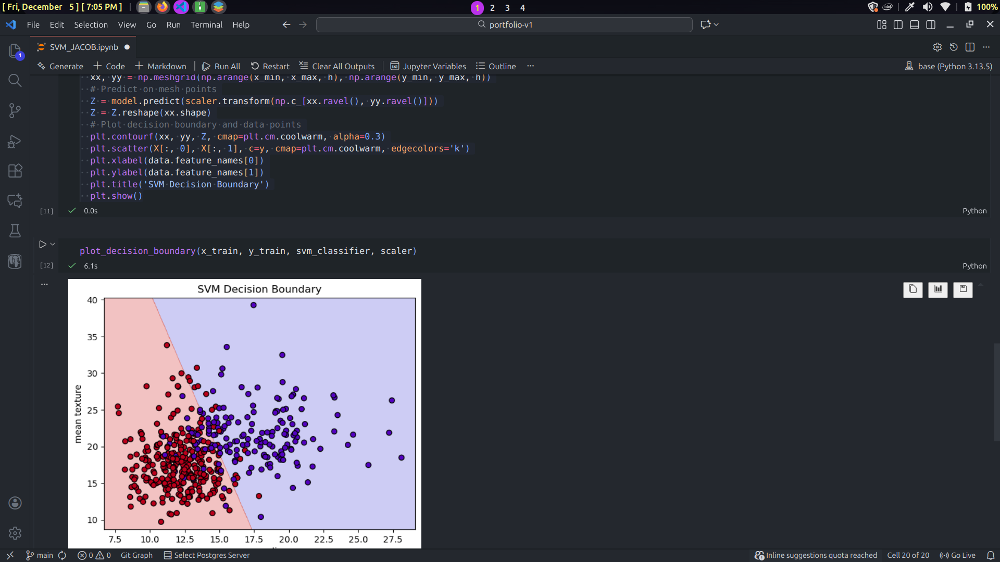 [ Fri, December 5 ] [ 7:05 PM ]
1 2 3 4
intel
100%
File Edit Selection View Go Run Terminal Help
portfolio-v1
SVM_JACOB.ipynb
1
Generate + Code + Markdown Run All Restart Clear All Outputs Jupyter Variables Outline ...
base (Python 3.13.5)
xx, yy = np.meshgrid(np.arange(x_min, x_max, h), np.arange(y_min, y_max, h))
# Predict on mesh points
Z = model.predict(scaler.transform(np.c_[xx.ravel(), yy.ravel()]))
Z = Z.reshape(xx.shape)
# Plot decision boundary and data points
plt.contourf(xx, yy, Z, cmap=plt.cm.coolwarm, alpha=0.3)
plt.scatter(X[:, 0], X[:, 1], c=y, cmap=plt.cm.coolwarm, edgecolors='k')
plt.xlabel(data.feature_names[0])
plt.ylabel(data.feature_names[1])
plt.title('SVM Decision Boundary')
plt.show()
[11] 0.0s Python
plot_decision_boundary(x_train, y_train, svm_classifier, scaler)
[12] 6.1s Python
...
SVM Decision Boundary
mean texture
40
35
30
25
20
15
10
7.5 10.0 12.5 15.0 17.5 20.0 22.5 25.0 27.5
main 0 0 Git Graph Select Postgres Server
Inline suggestions quota reached Cell 20 of 20 Go Live